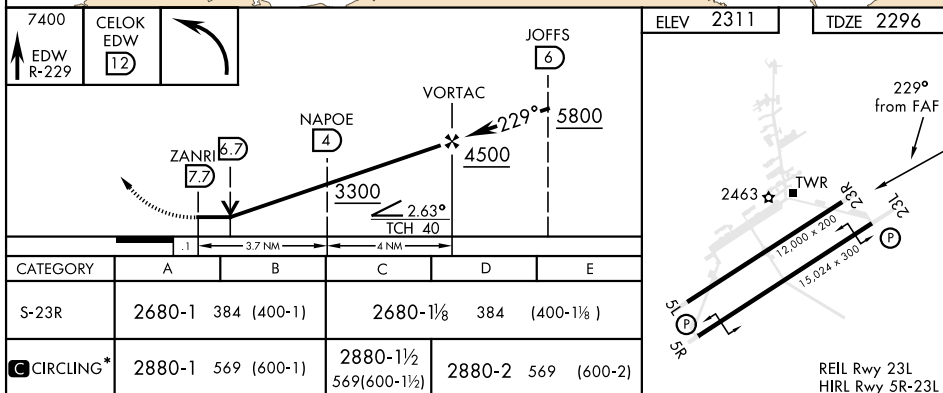 7400
EDW
R-229
CELOK
EDW
12
ELEV 2311
TDZE 2296
JOFFS
6
VORTAC
229°
5800
4500
NAPOE
4
3300
ZANRI
7.7
6.7
2.63°
TCH 40
.1
3.7 NM
4 NM
229°
from FAF
2463
TWR
23R
23L
12,000 x 200
15,024 x 300
P
5L
P
5R
REIL Rwy 23L
HIRL Rwy 5R-23L
CATEGORY A B C D E
S-23R 2680-1 384 (400-1) 2680-1⅛ 384 (400-1⅛)
C CIRCLING* 2880-1 569 (600-1) 2880-1½ 569(600-1½) 2880-2 569 (600-2)